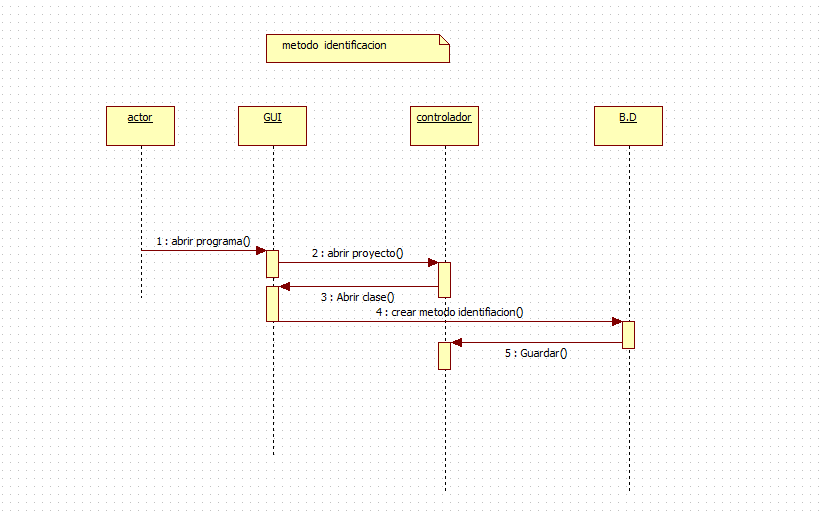 metodo identificacion
actor
GUI
controlador
B.D
1 : abrir programa()
2 : abrir proyecto()
3 : Abrir clase()
4 : crear metodo identifiacion()
5 : Guardar()